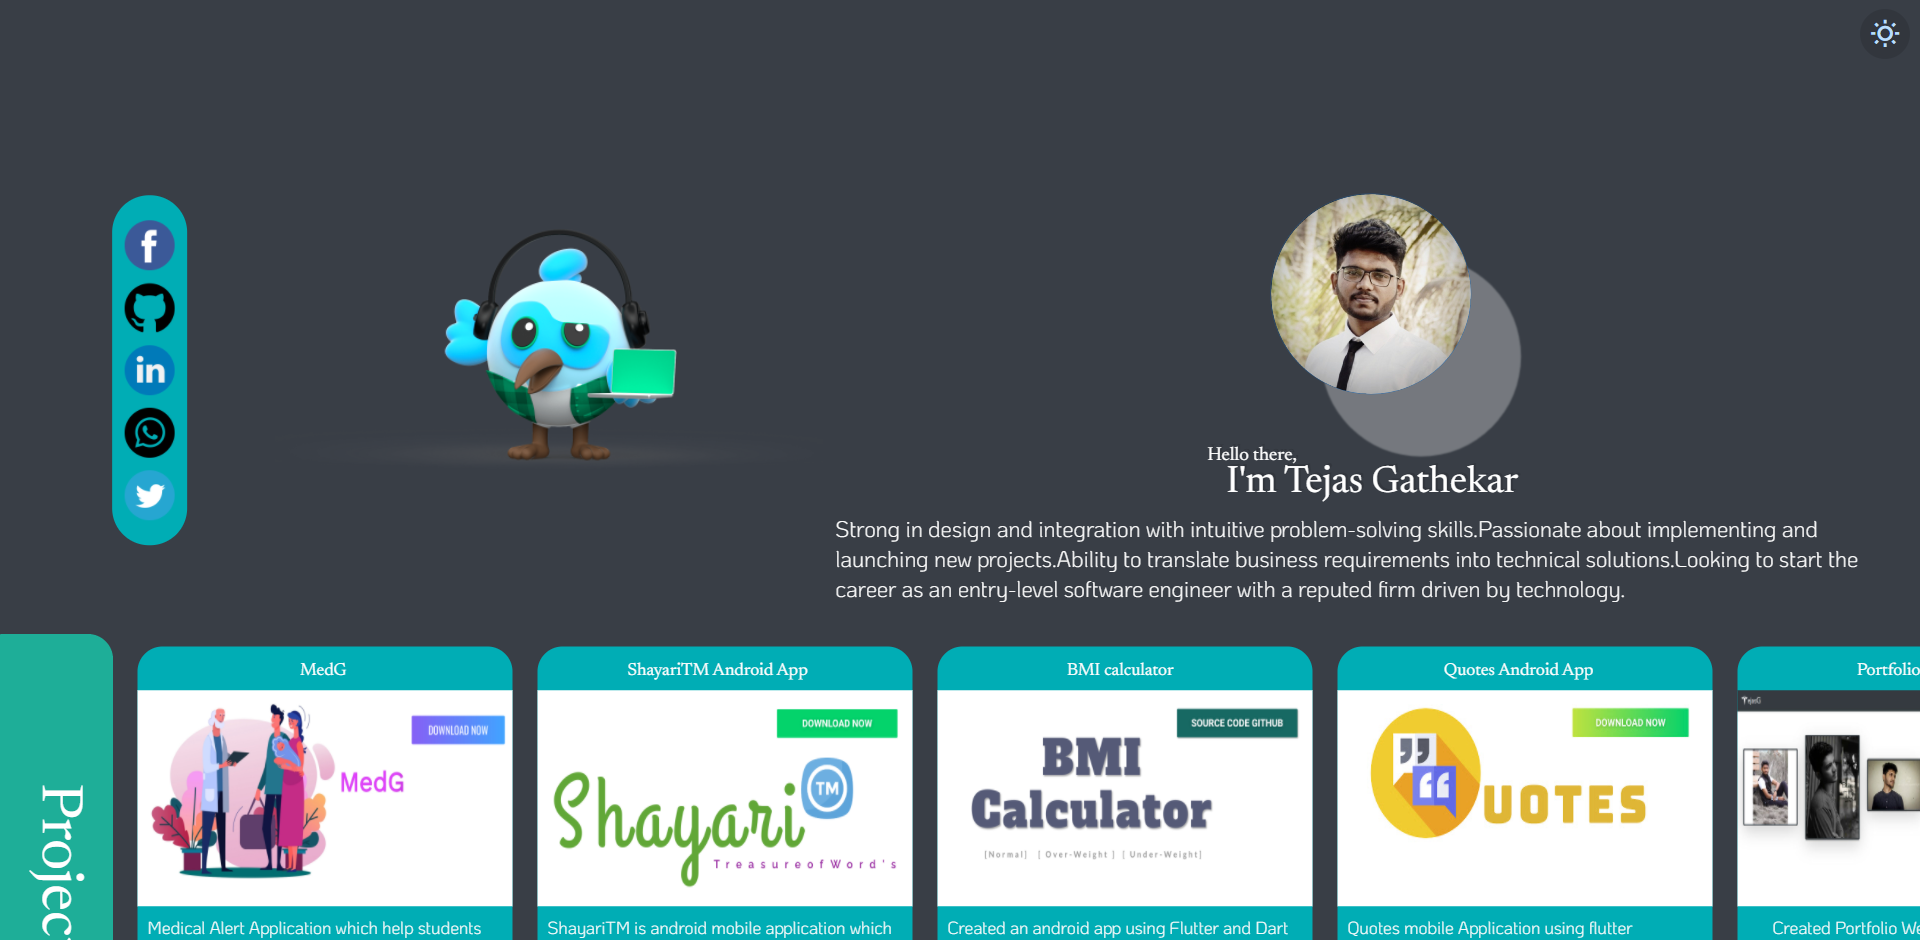 Hello there,
I'm Tejas Gathekar
Strong in design and integration with intuitive problem-solving skills.Passionate about implementing and
launching new projects.Ability to translate business requirements into technical solutions.Looking to start the
career as an entry-level software engineer with a reputed firm driven by technology.
Projec
MedG
DOWNLOAD NOW
MedG
Medical Alert Application which help students
ShayariTM Android App
DOWNLOAD NOW
Shayari TM
TreasureofWord's
ShayariTM is android mobile application which
BMI calculator
SOURCE CODE GITHUB
BMI
Calculator
[Normal] [ Over-Weight ] [ Under-Weight]
Created an android app using Flutter and Dart
Quotes Android App
DOWNLOAD NOW
UOTES
Quotes mobile Application using flutter
Portfolio
Created Portfolio We